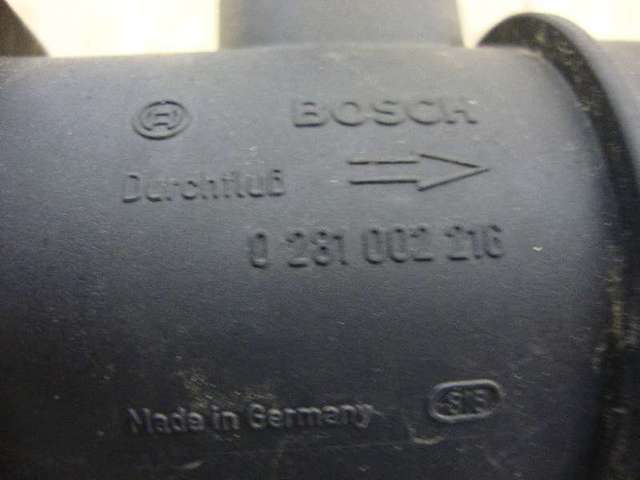 BOSCH
Durchfluß
0 281 002 216
Made in Germany